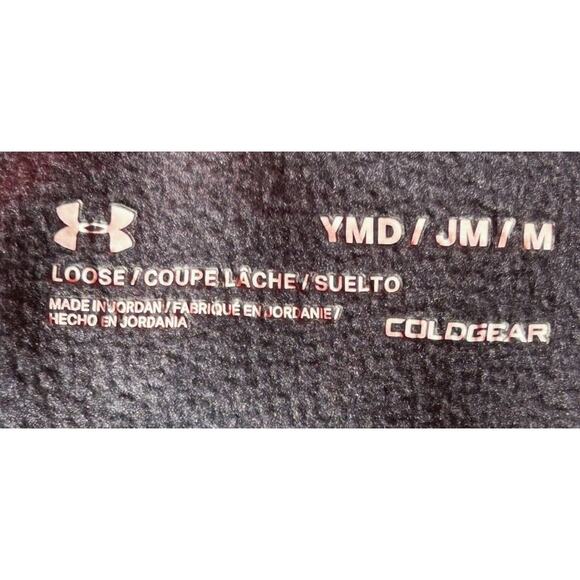 YMD / JM / M
LOOSE / COUPE LÂCHE / SUELTO
MADE IN JORDAN / FABRIQUÉ EN JORDANIE /
HECHO EN JORDANIA
COLDGEAR